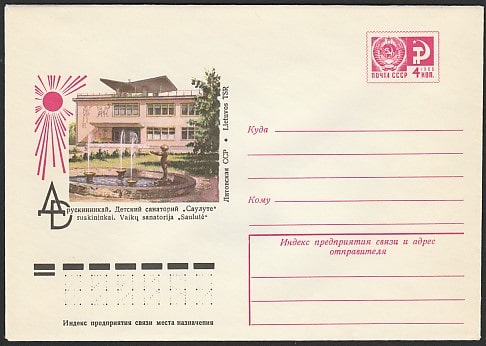 1966
ПОЧТА СССР 4 КОП.
Литовская ССР • Lietuvos TSR
Друскининкай. Детский санаторий „Саулуте“
Druskininkai. Vaikų sanatorija „Saulutė“
Куда
Кому
Индекс предприятия связи и адрес
отправителя
Индекс предприятия связи места назначения